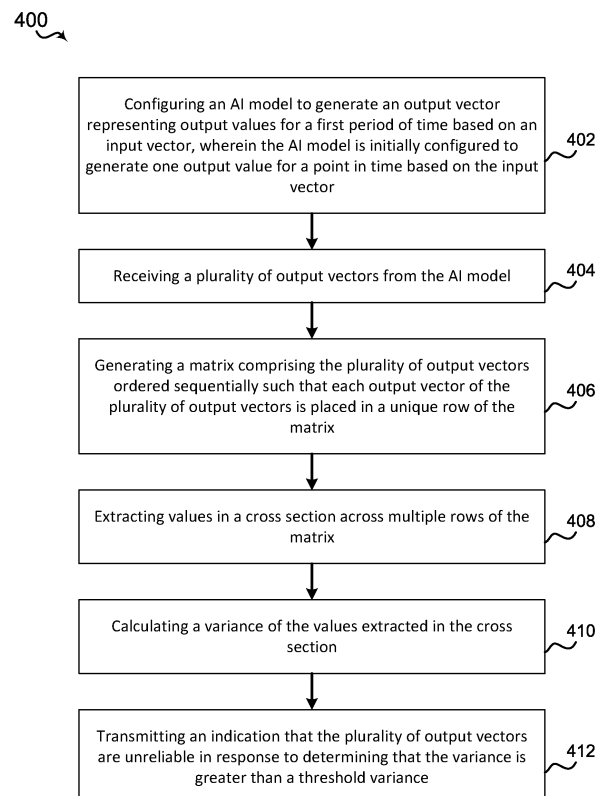 400
Configuring an AI model to generate an output vector
representing output values for a first period of time based on an
input vector, wherein the AI model is initially configured to
generate one output value for a point in time based on the input
vector
402
Receiving a plurality of output vectors from the AI model
404
Generating a matrix comprising the plurality of output vectors
ordered sequentially such that each output vector of the
plurality of output vectors is placed in a unique row of the
matrix
406
Extracting values in a cross section across multiple rows of the
matrix
408
Calculating a variance of the values extracted in the cross
section
410
Transmitting an indication that the plurality of output vectors
are unreliable in response to determining that the variance is
greater than a threshold variance
412